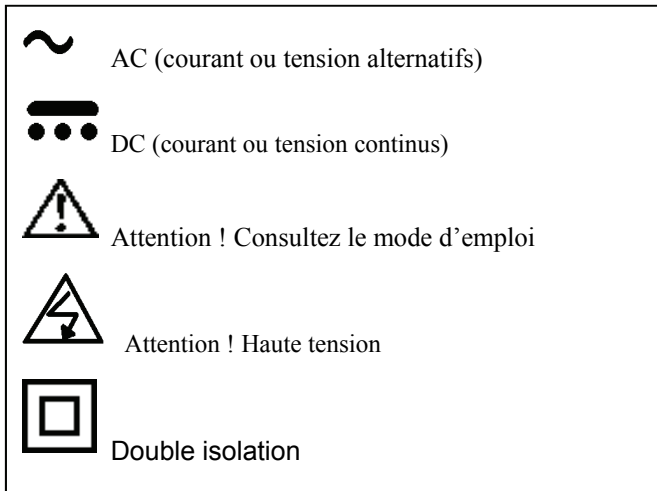 AC (courant ou tension alternatifs)
DC (courant ou tension continus)
Attention ! Consultez le mode d’emploi
Attention ! Haute tension
Double isolation